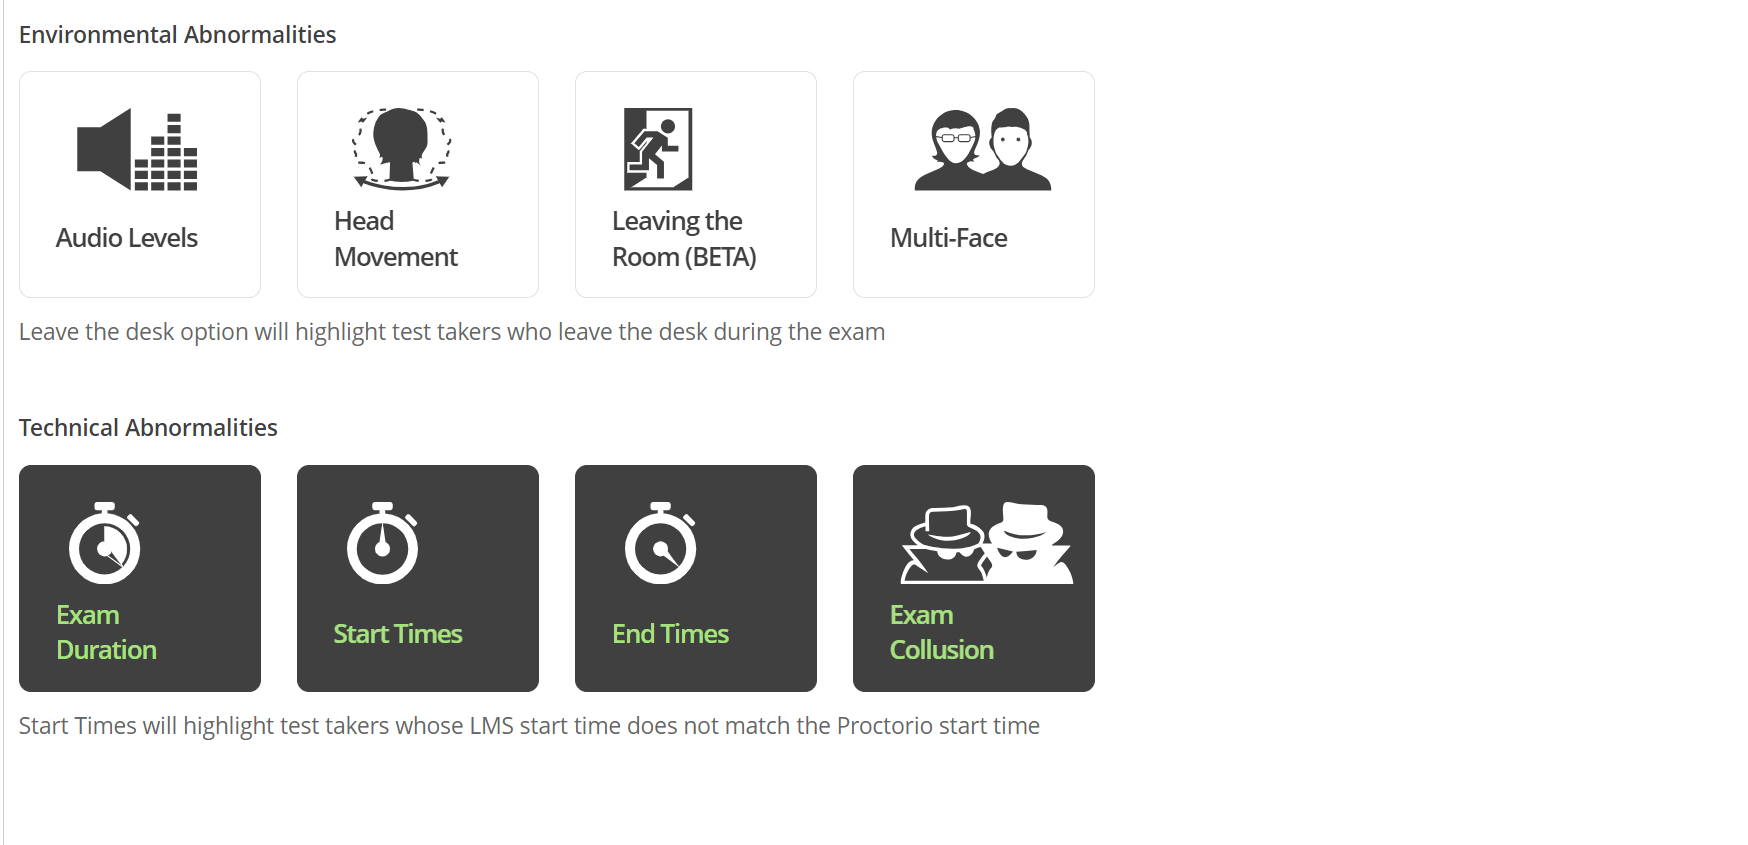 Environmental Abnormalities
Audio Levels
Head
Movement
Leaving the
Room (BETA)
Multi-Face
Leave the desk option will highlight test takers who leave the desk during the exam
Technical Abnormalities
Exam
Duration
Start Times
End Times
Exam
Collusion
Start Times will highlight test takers whose LMS start time does not match the Proctorio start time